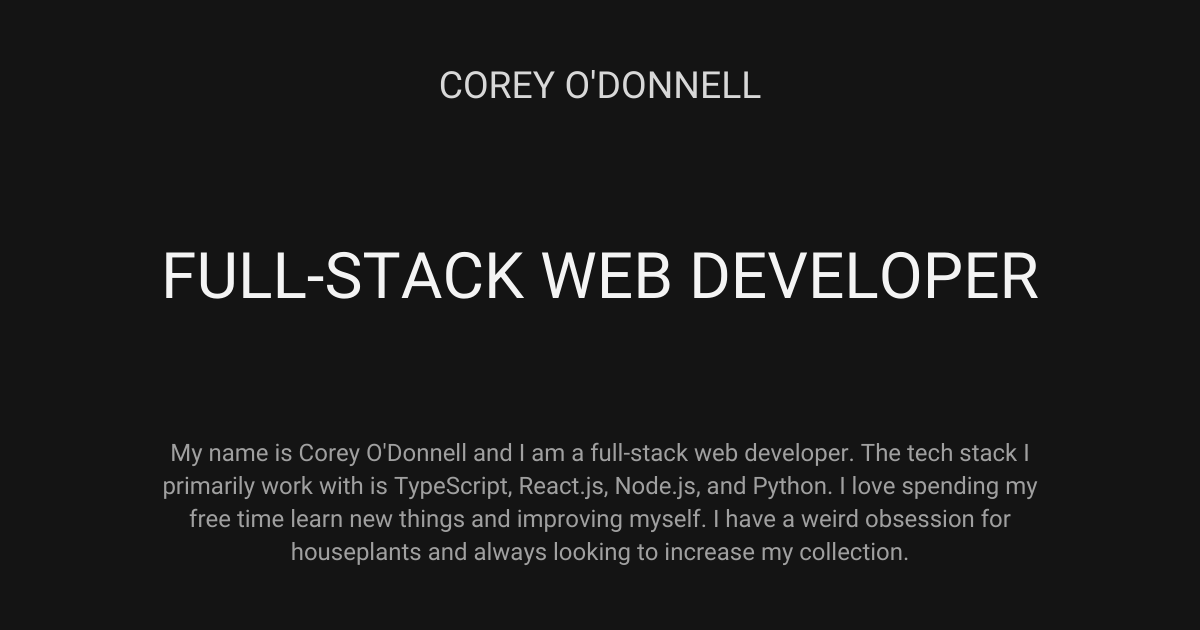 COREY O'DONNELL
FULL-STACK WEB DEVELOPER
My name is Corey O'Donnell and I am a full-stack web developer. The tech stack I
primarily work with is TypeScript, React.js, Node.js, and Python. I love spending my
free time learn new things and improving myself. I have a weird obsession for
houseplants and always looking to increase my collection.